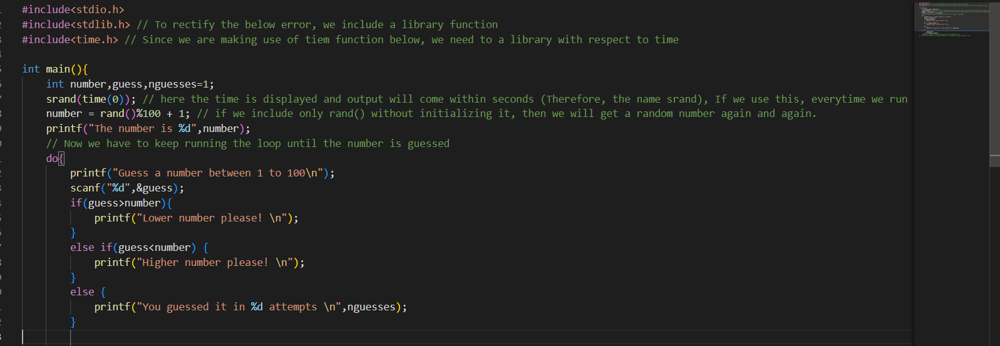 #include<stdio.h>
#include<stdlib.h> // To rectify the below error, we include a library function
#include<time.h> // Since we are making use of tiem function below, we need to a library with respect to time
int main(){
int number,guess,nguesses=1;
srand(time(0)); // here the time is displayed and output will come within seconds (Therefore, the name srand), If we use this, everytime we run
number = rand()%100 + 1; // if we include only rand() without initializing it, then we will get a random number again and again.
printf("The number is %d",number);
// Now we have to keep running the loop until the number is guessed
do{
printf("Guess a number between 1 to 100\n");
scanf("%d",&guess);
if(guess>number){
printf("Lower number please! \n");
}
else if(guess<number) {
printf("Higher number please! \n");
}
else {
printf("You guessed it in %d attempts \n",nguesses);
}